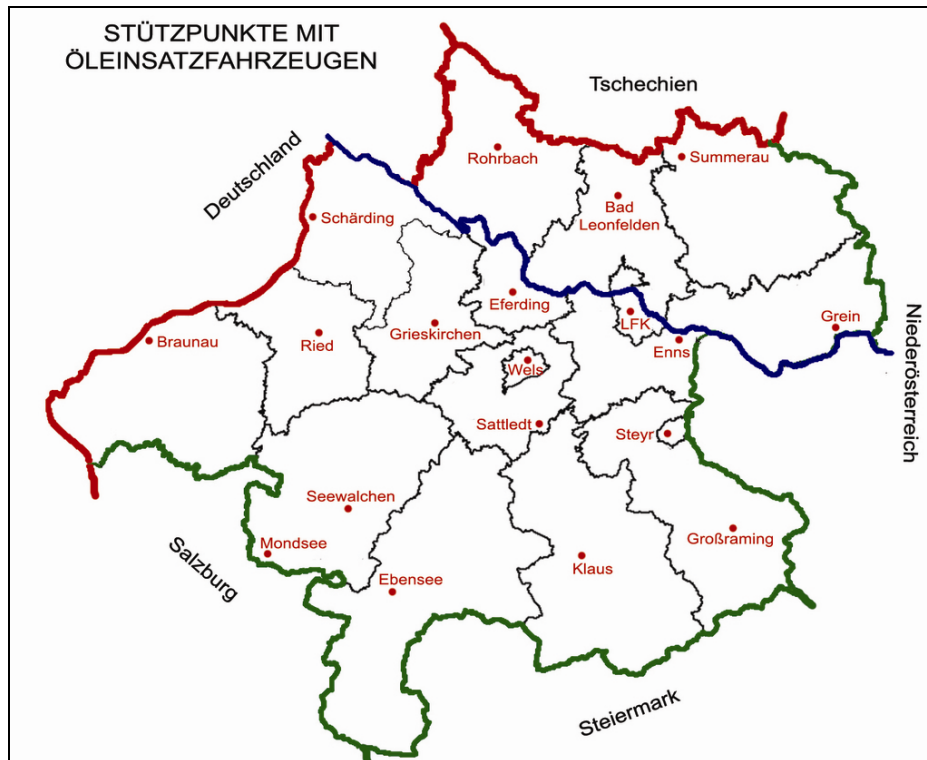 STÜTZPUNKTE MIT
ÖLEINSATZFAHRZEUGEN
Tschechien
Deutschland
Rohrbach
Summerau
Bad
Leonfelden
Schärding
Eferding
Grein
LFK
Grieskirchen
Ried
Braunau
Enns
Niederösterreich
Wels
Sattledt
Steyr
Seewalchen
Großraming
Mondsee
Salzburg
Klaus
Ebensee
Steiermark